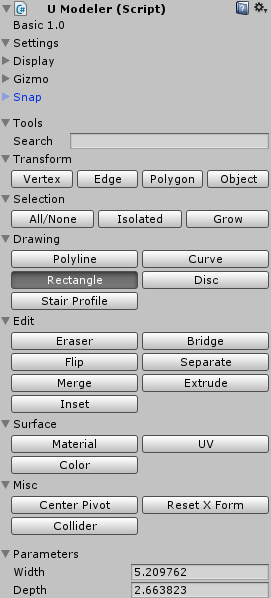 U Modeler (Script)
Basic 1.0
Settings
Display
Gizmo
Snap
Tools
Search
Transform
Vertex Edge Polygon Object
Selection
All/None Isolated Grow
Drawing
Polyline Curve
Rectangle Disc
Stair Profile
Edit
Eraser Bridge
Flip Separate
Merge Extrude
Inset
Surface
Material UV
Color
Misc
Center Pivot Reset X Form
Collider
Parameters
Width 5.209762
Depth 2.663823